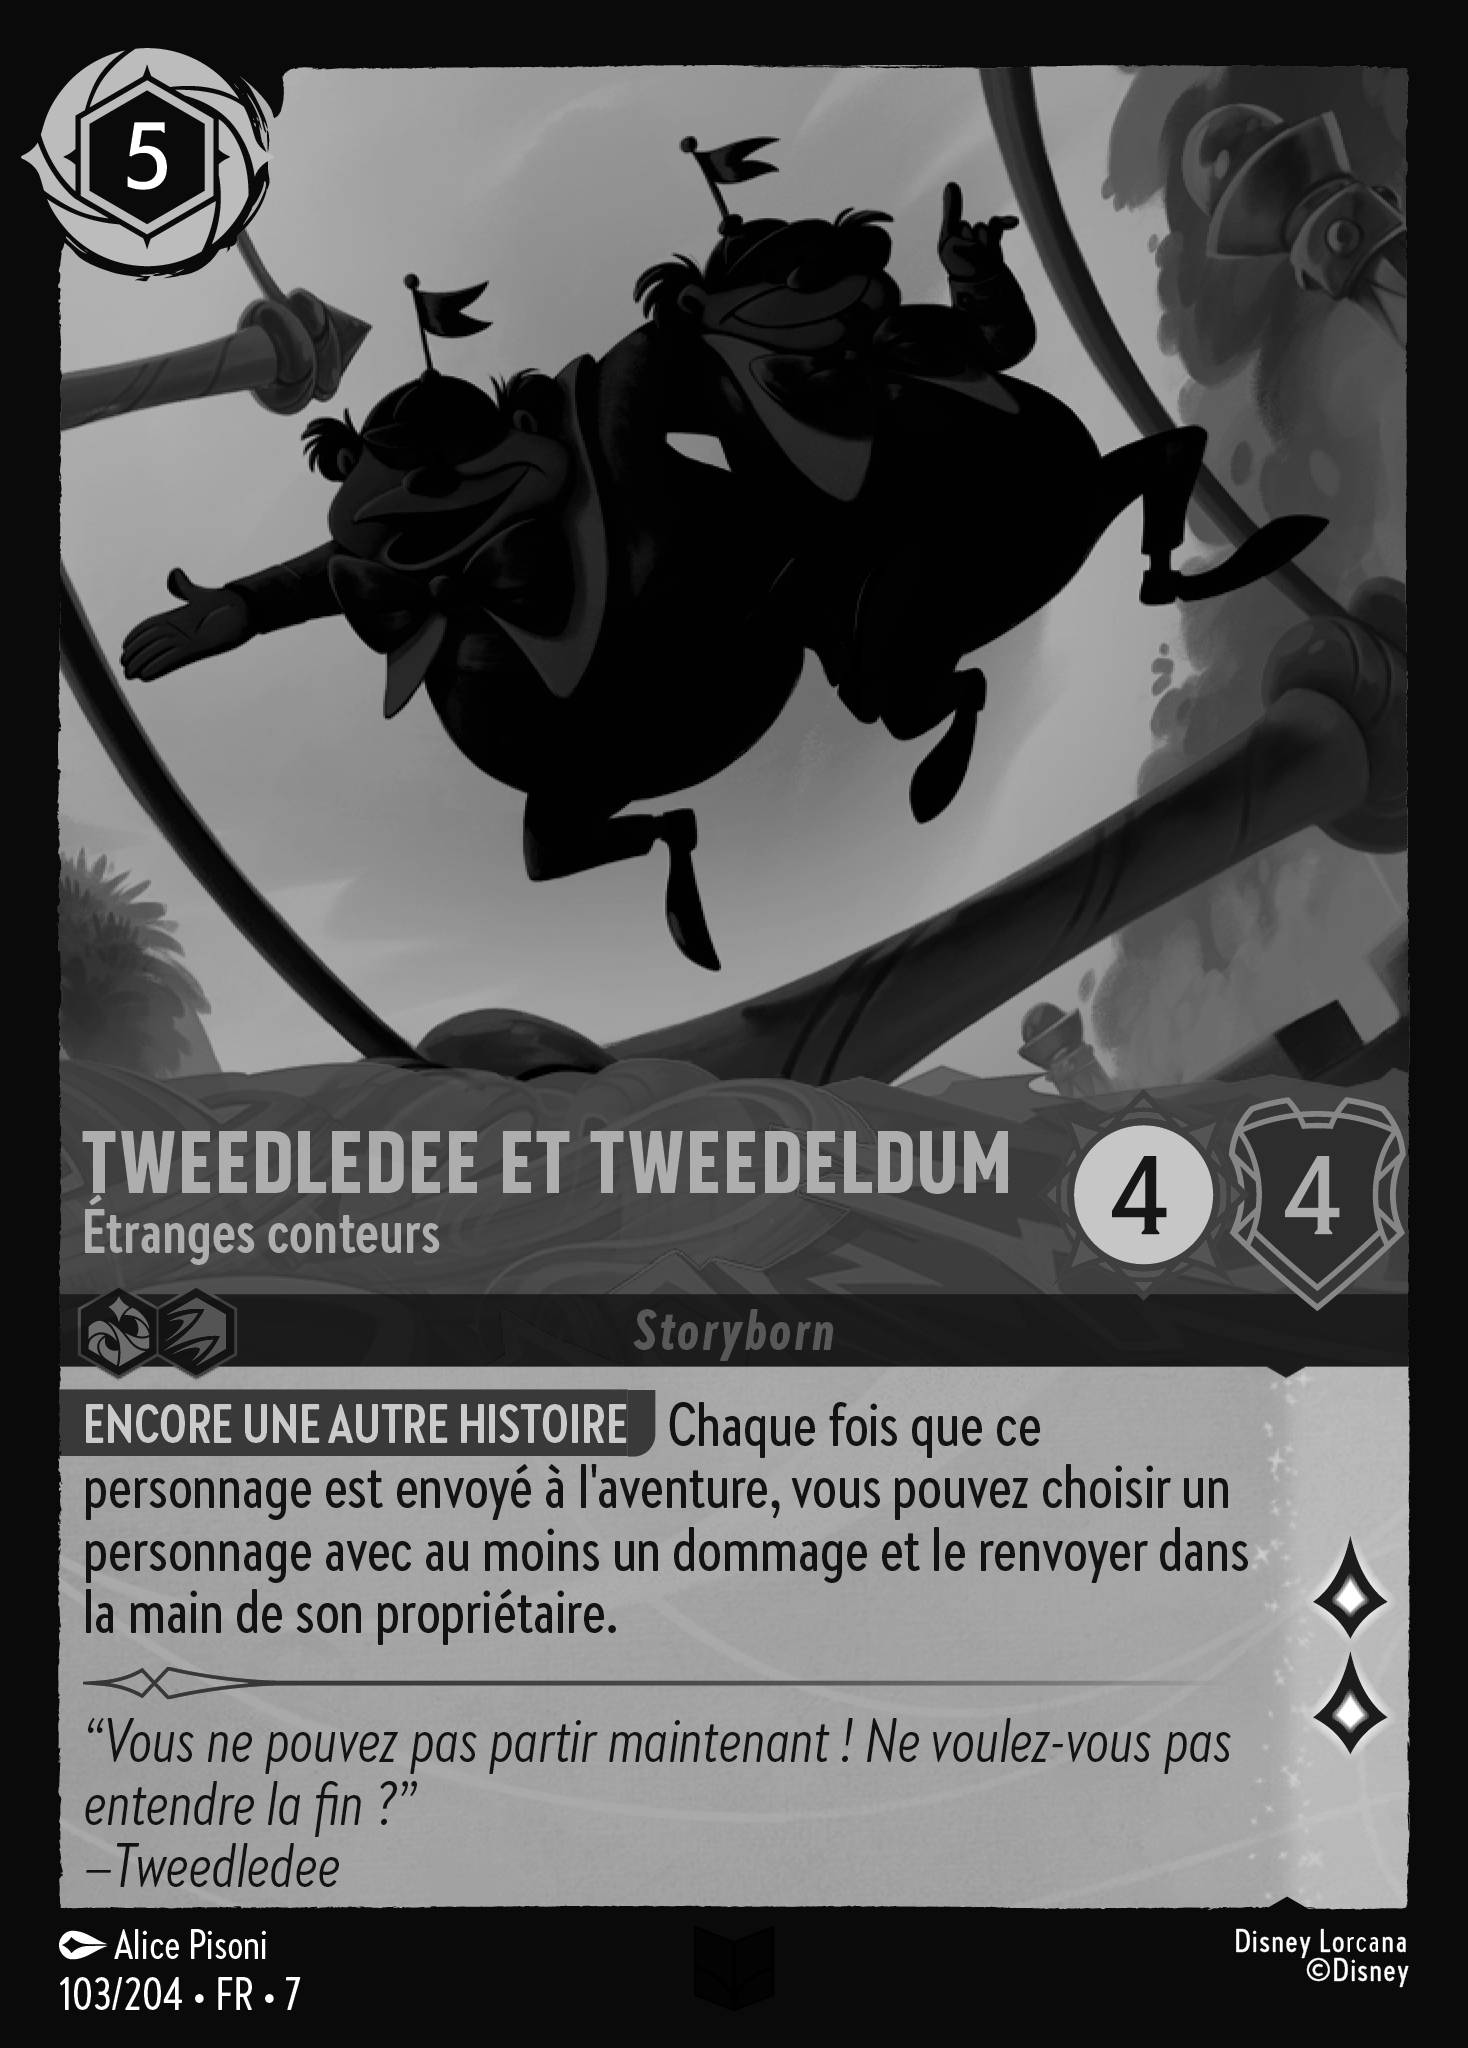 5
TWEEDLEDEE ET TWEEDELDUM
Étranges conteurs
4
4
Storyborn
ENCORE UNE AUTRE HISTOIRE Chaque fois que ce
personnage est envoyé à l'aventure, vous pouvez choisir un
personnage avec au moins un dommage et le renvoyer dans
la main de son propriétaire.
“Vous ne pouvez pas partir maintenant ! Ne voulez-vous pas
entendre la fin ?”
–Tweedledee
Alice Pisoni
Disney Lorcana
©Disney
103/204 • FR • 7